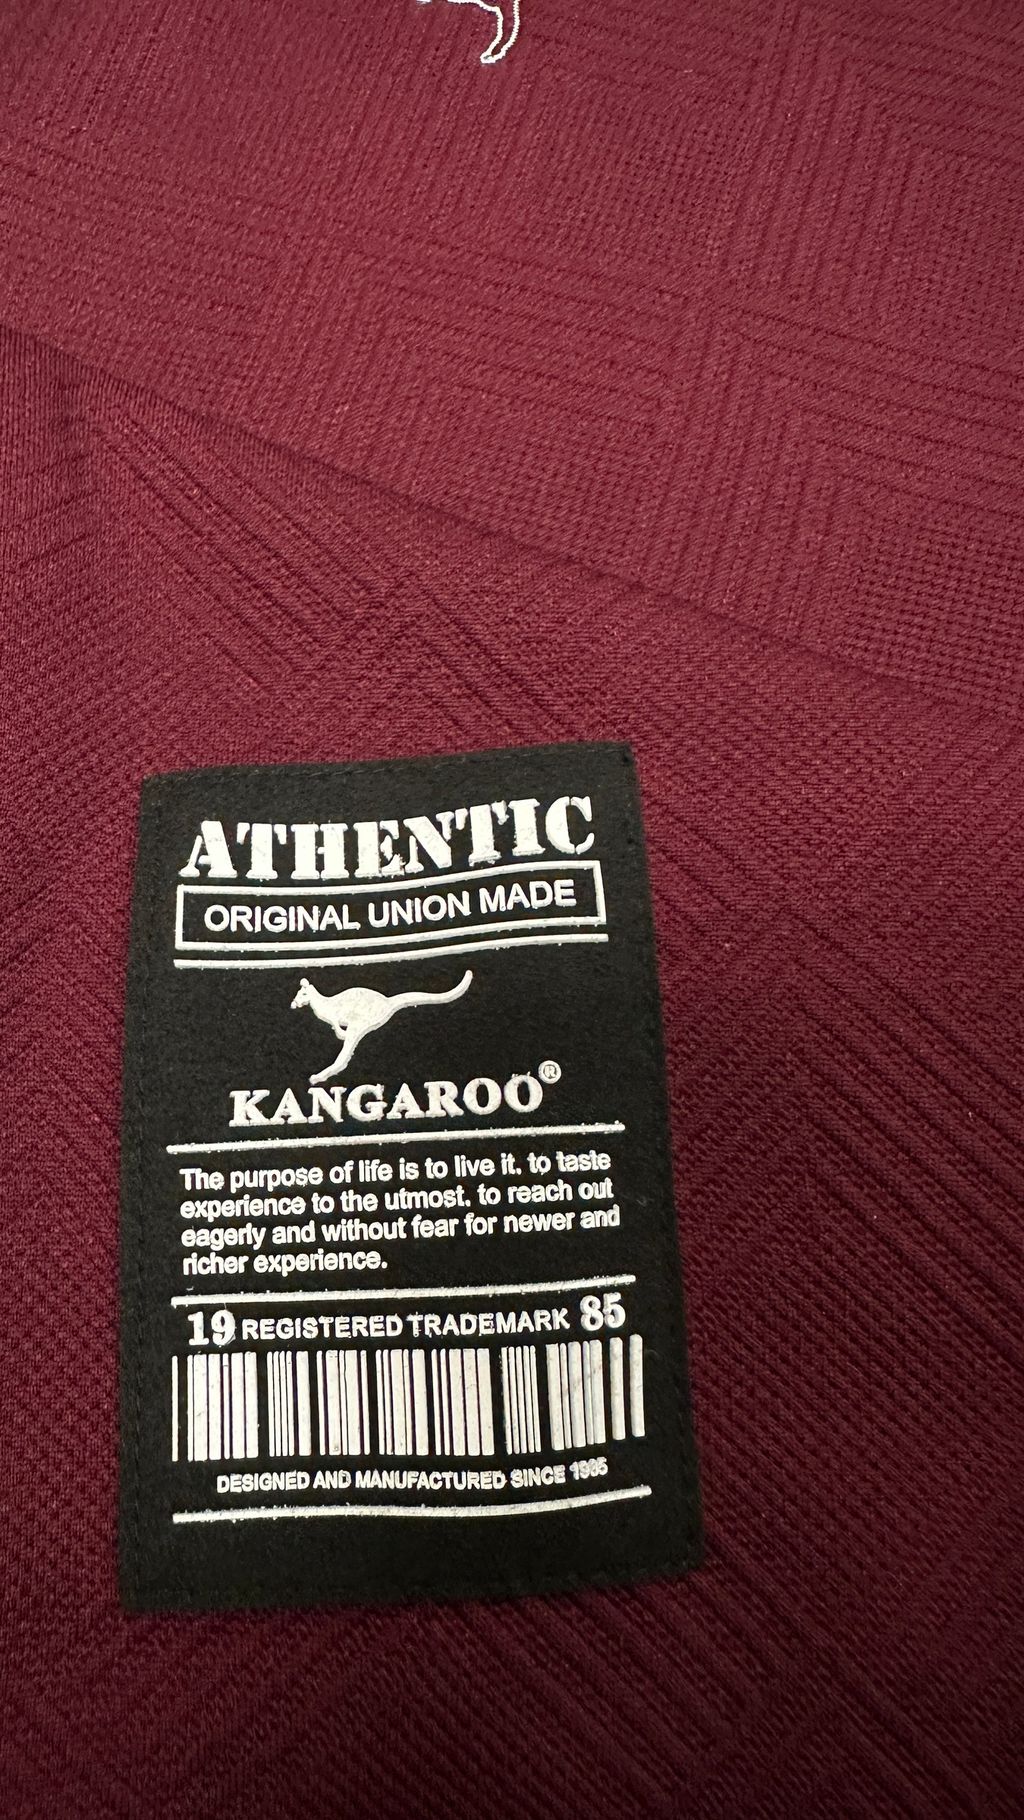 ATHENTIC
ORIGINAL UNION MADE
KANGAROO®
The purpose of life is to live it, to taste
experience to the utmost, to reach out
eagerly and without fear for newer and
richer experience.
19 REGISTERED TRADEMARK 85
DESIGNED AND MANUFACTURED SINCE 1985